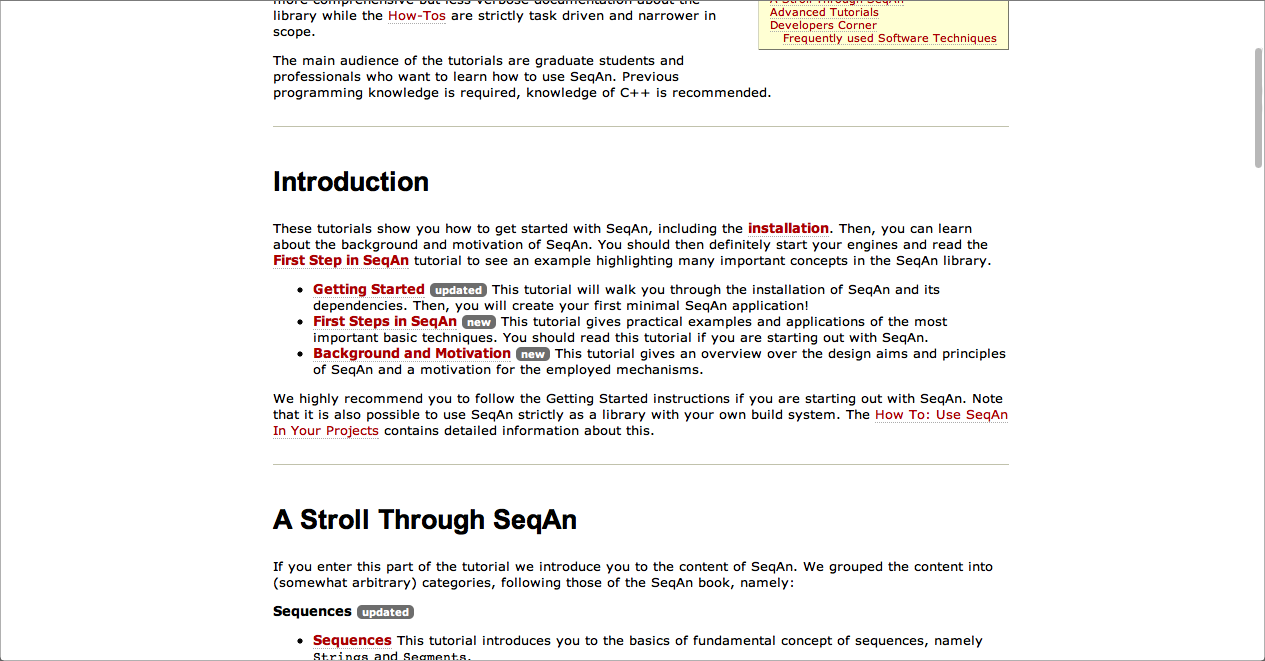 library while the How-Tos are strictly task driven and narrower in
scope.
Advanced Tutorials
Developers Corner
Frequently used Software Techniques
The main audience of the tutorials are graduate students and
professionals who want to learn how to use SeqAn. Previous
programming knowledge is required, knowledge of C++ is recommended.
Introduction
These tutorials show you how to get started with SeqAn, including the installation. Then, you can learn
about the background and motivation of SeqAn. You should then definitely start your engines and read the
First Step in SeqAn tutorial to see an example highlighting many important concepts in the SeqAn library.
• Getting Started updated This tutorial will walk you through the installation of SeqAn and its
dependencies. Then, you will create your first minimal SeqAn application!
• First Steps in SeqAn new This tutorial gives practical examples and applications of the most
important basic techniques. You should read this tutorial if you are starting out with SeqAn.
• Background and Motivation new This tutorial gives an overview over the design aims and principles
of SeqAn and a motivation for the employed mechanisms.
We highly recommend you to follow the Getting Started instructions if you are starting out with SeqAn. Note
that it is also possible to use SeqAn strictly as a library with your own build system. The How To: Use SeqAn
In Your Projects contains detailed information about this.
A Stroll Through SeqAn
If you enter this part of the tutorial we introduce you to the content of SeqAn. We grouped the content into
(somewhat arbitrary) categories, following those of the SeqAn book, namely:
Sequences updated
• Sequences This tutorial introduces you to the basics of fundamental concept of sequences, namely
Strings and Segments.